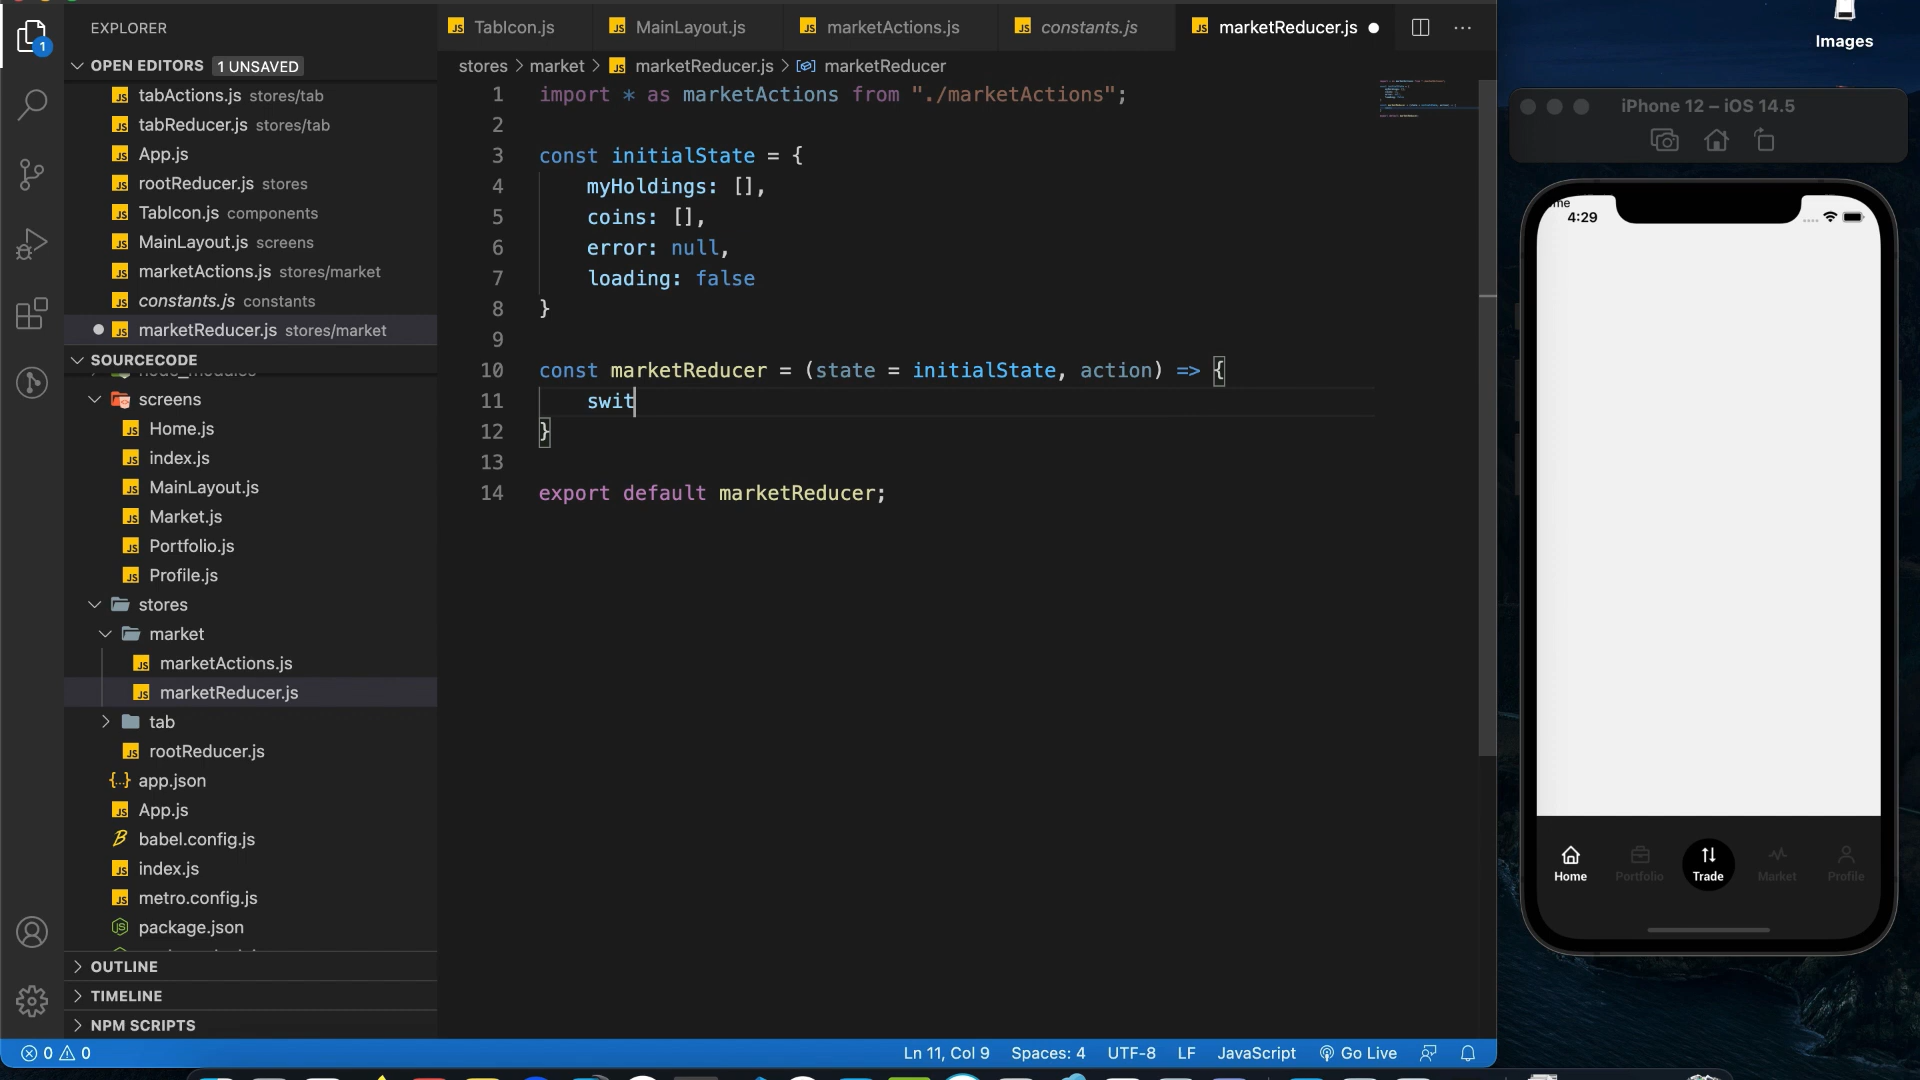 EXPLORER
OPEN EDITORS 1 UNSAVED
tabActions.js stores/tab
tabReducer.js stores/tab
App.js
rootReducer.js stores
TabIcon.js components
MainLayout.js screens
marketActions.js stores/market
constants.js constants
marketReducer.js stores/market
SOURCECODE
node_modules
screens
Home.js
index.js
MainLayout.js
Market.js
Portfolio.js
Profile.js
stores
market
marketActions.js
marketReducer.js
tab
rootReducer.js
app.json
App.js
babel.config.js
index.js
metro.config.js
package.json
OUTLINE
TIMELINE
NPM SCRIPTS
TabIcon.js MainLayout.js marketActions.js constants.js marketReducer.js
stores > market > marketReducer.js > marketReducer
1 import * as marketActions from "./marketActions";
2
3 const initialState = {
4 myHoldings: [],
5 coins: [],
6 error: null,
7 loading: false
8 }
9
10 const marketReducer = (state = initialState, action) => {
11 swit
12 }
13
14 export default marketReducer;
0 0 Ln 11, Col 9 Spaces: 4 UTF-8 LF JavaScript Go Live
Images
iPhone 12 – iOS 14.5
4:29
Home Portfolio Trade Market Profile